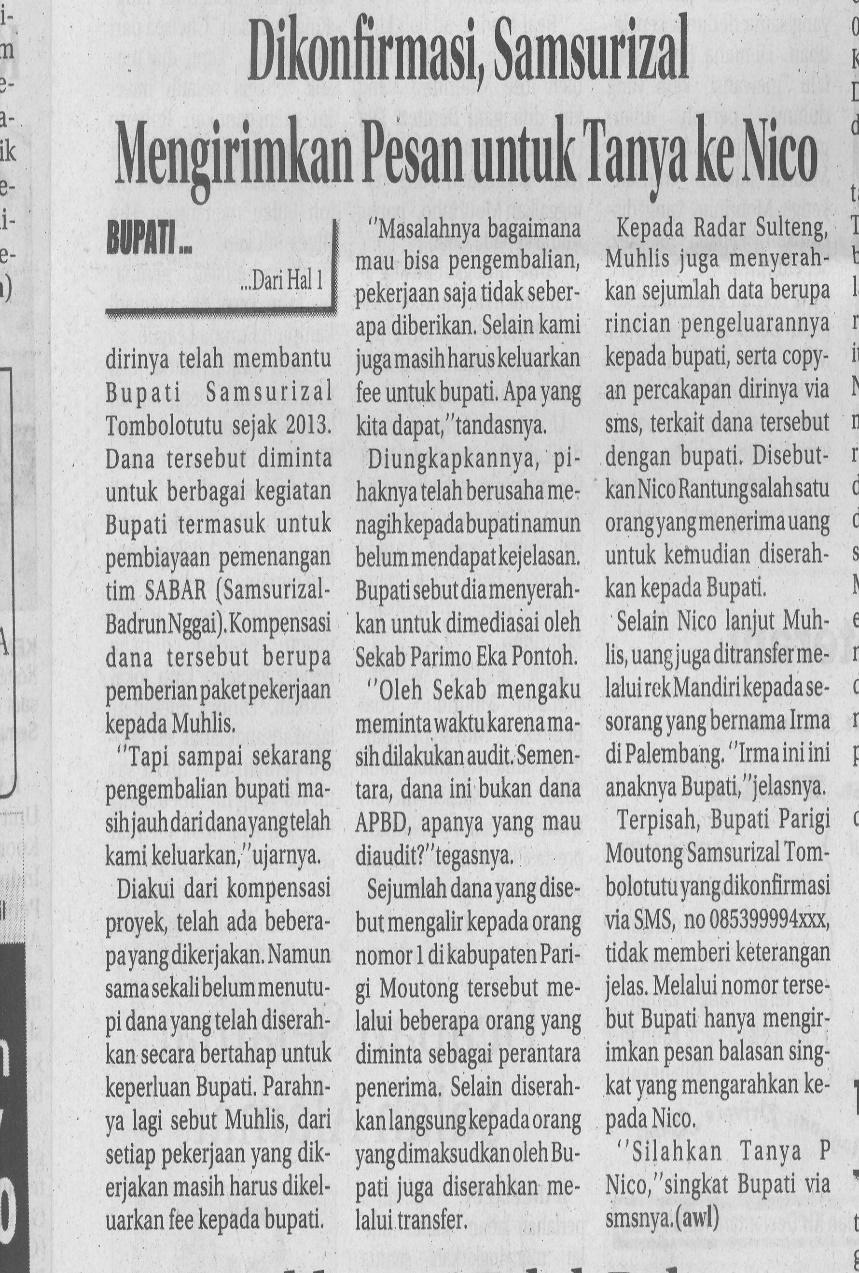 Dikonfirmasi, Samsurizal
Mengirimkan Pesan untuk Tanya ke Nico
BUPATI ...
...Dari Hal 1
dirinya telah membantu
Bupati Samsurizal
Tombolotutu sejak 2013.
Dana tersebut diminta
untuk berbagai kegiatan
Bupati termasuk untuk
pembiayaan pemenangan
tim SABAR (Samsurizal-
Badrun Nggai). Kompensasi
dana tersebut berupa
pemberian paket pekerjaan
kepada Muhlis.
''Tapi sampai sekarang
pengembalian bupati ma-
sih jauh dari dana yang telah
kami keluarkan,''ujarnya.
Diakui dari kompensasi
proyek, telah ada bebera-
pa yang dikerjakan. Namun
sama sekali belum menutu-
pi dana yang telah diserah-
kan secara bertahap untuk
keperluan Bupati. Parahn-
ya lagi sebut Muhlis, dari
setiap pekerjaan yang dik-
erjakan masih harus dikel-
uarkan fee kepada bupati.
''Masalahnya bagaimana
mau bisa pengembalian,
pekerjaan saja tidak seber-
apa diberikan. Selain kami
juga masih harus keluarkan
fee untuk bupati. Apa yang
kita dapat,''tandasnya.
Diungkapkannya, pi-
haknya telah berusaha me-
nagih kepada bupati namun
belum mendapat kejelasan.
Bupati sebut dia menyerah-
kan untuk dimediasai oleh
Sekab Parimo Eka Pontoh.
''Oleh Sekab mengaku
meminta waktu karena ma-
sih dilakukan audit. Semen-
tara, dana ini bukan dana
APBD, apanya yang mau
diaudit?''tegasnya.
Sejumlah dana yang dise-
but mengalir kepada orang
nomor 1 di kabupaten Pari-
gi Moutong tersebut me-
lalui beberapa orang yang
diminta sebagai perantara
penerima. Selain diserah-
kan langsung kepada orang
yang dimaksudkan oleh Bu-
pati juga diserahkan me-
lalui transfer.
Kepada Radar Sulteng,
Muhlis juga menyerah-
kan sejumlah data berupa
rincian pengeluarannya
kepada bupati, serta copy-
an percakapan dirinya via
sms, terkait dana tersebut
dengan bupati. Disebut-
kan Nico Rantung salah satu
orang yang menerima uang
untuk kemudian diserah-
kan kepada Bupati.
Selain Nico lanjut Muh-
lis, uang juga ditransfer me-
lalui rek Mandiri kepada se-
sorang yang bernama Irma
di Palembang. ''Irma ini ini
anaknya Bupati,''jelasnya.
Terpisah, Bupati Parigi
Moutong Samsurizal Tom-
bolotutu yang dikonfirmasi
via SMS, no 085399994xxx,
tidak memberi keterangan
jelas. Melalui nomor terse-
but Bupati hanya mengir-
imkan pesan balasan sing-
kat yang mengarahkan ke-
pada Nico.
''Silahkan Tanya P
Nico,''singkat Bupati via
smsnya.(awl)